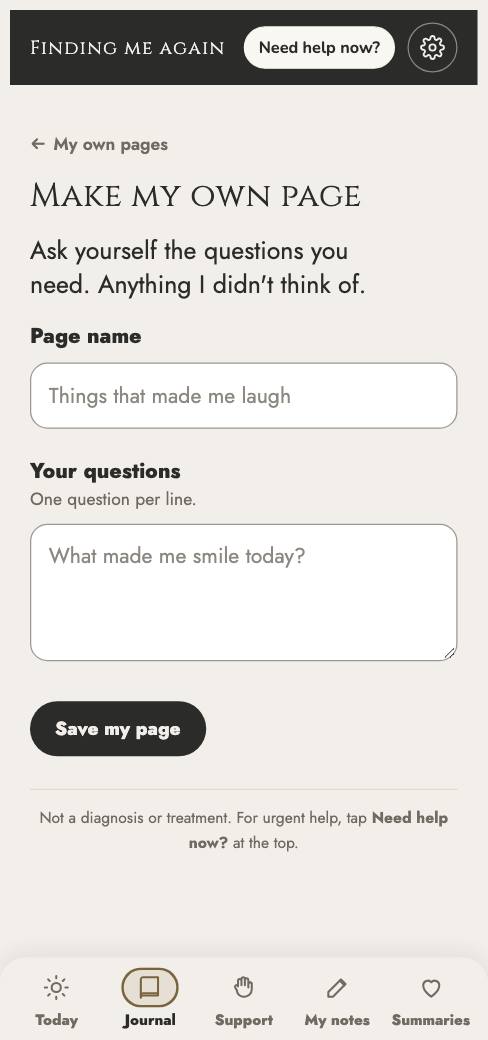 Finding me again
Need help now?
← My own pages
Make my own page
Ask yourself the questions you
need. Anything I didn't think of.
Page name
Things that made me laugh
Your questions
One question per line.
What made me smile today?
Save my page
Not a diagnosis or treatment. For urgent help, tap Need help
now? at the top.
Today
Journal
Support
My notes
Summaries